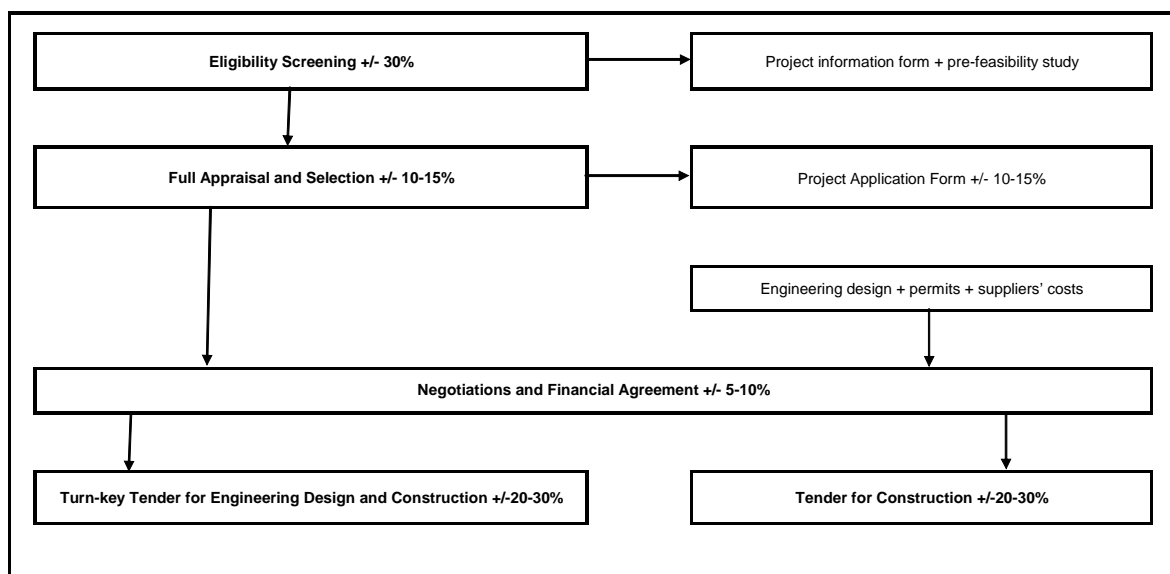 Eligibility Screening +/- 30%
Project information form + pre-feasibility study
Full Appraisal and Selection +/- 10-15%
Project Application Form +/- 10-15%
Engineering design + permits + suppliers’ costs
Negotiations and Financial Agreement +/- 5-10%
Turn-key Tender for Engineering Design and Construction +/-20-30%
Tender for Construction +/-20-30%